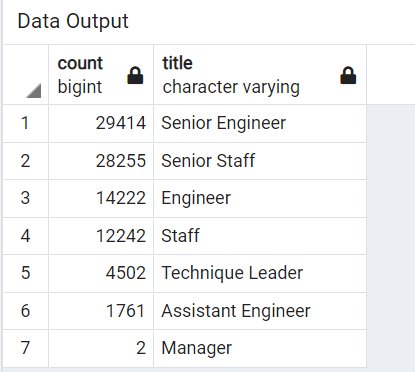 Data Output
count bigint title character varying
1 29414 Senior Engineer
2 28255 Senior Staff
3 14222 Engineer
4 12242 Staff
5 4502 Technique Leader
6 1761 Assistant Engineer
7 2 Manager